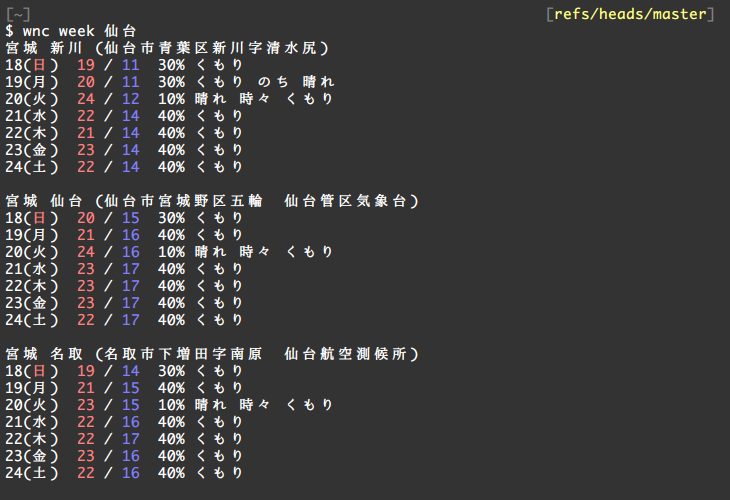 [~] [refs/heads/master]
$ wnc week 仙台
宮城 新川 (仙台市青葉区新川字清水尻)
18(日) 19 / 11 30% くもり
19(月) 20 / 11 30% くもり のち 晴れ
20(火) 24 / 12 10% 晴れ 時々 くもり
21(水) 22 / 14 40% くもり
22(木) 21 / 14 40% くもり
23(金) 23 / 14 40% くもり
24(土) 22 / 14 40% くもり
宮城 仙台 (仙台市宮城野区五輪 仙台管区気象台)
18(日) 20 / 15 30% くもり
19(月) 21 / 16 40% くもり
20(火) 24 / 16 10% 晴れ 時々 くもり
21(水) 23 / 17 40% くもり
22(木) 23 / 17 40% くもり
23(金) 23 / 17 40% くもり
24(土) 22 / 17 40% くもり
宮城 名取 (名取市下増田字南原 仙台航空測候所)
18(日) 19 / 14 30% くもり
19(月) 21 / 15 40% くもり
20(火) 23 / 15 10% 晴れ 時々 くもり
21(水) 22 / 16 40% くもり
22(木) 22 / 17 40% くもり
23(金) 23 / 16 40% くもり
24(土) 22 / 16 40% くもり